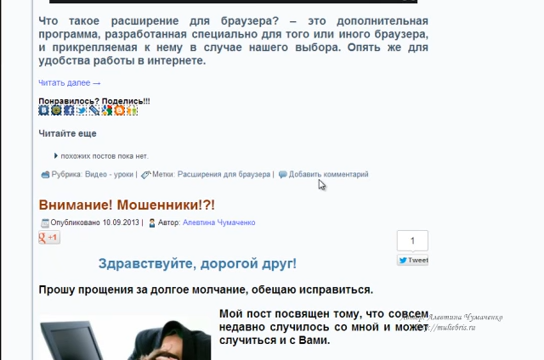 Что такое расширение для браузера? – это дополнительная
программа, разработанная специально для того или иного браузера,
и прикрепляемая к нему в случае нашего выбора. Опять же для
удобства работы в интернете.
Читать далее →
Понравилось? Поделись!!!
Читайте еще
похожих постов пока нет.
Рубрика: Видео - уроки | Метки: Расширения для браузера | Добавить комментарий
Внимание! Мошенники!?!
Опубликовано 10.09.2013 | Автор: Алевтина Чумаченко
+1
1
Tweet
Здравствуйте, дорогой друг!
Прошу прощения за долгое молчание, обещаю исправиться.
Мой пост посвящен тому, что совсем
недавно случилось со мной и может
случиться и с Вами.
Алевтина Чумаченко